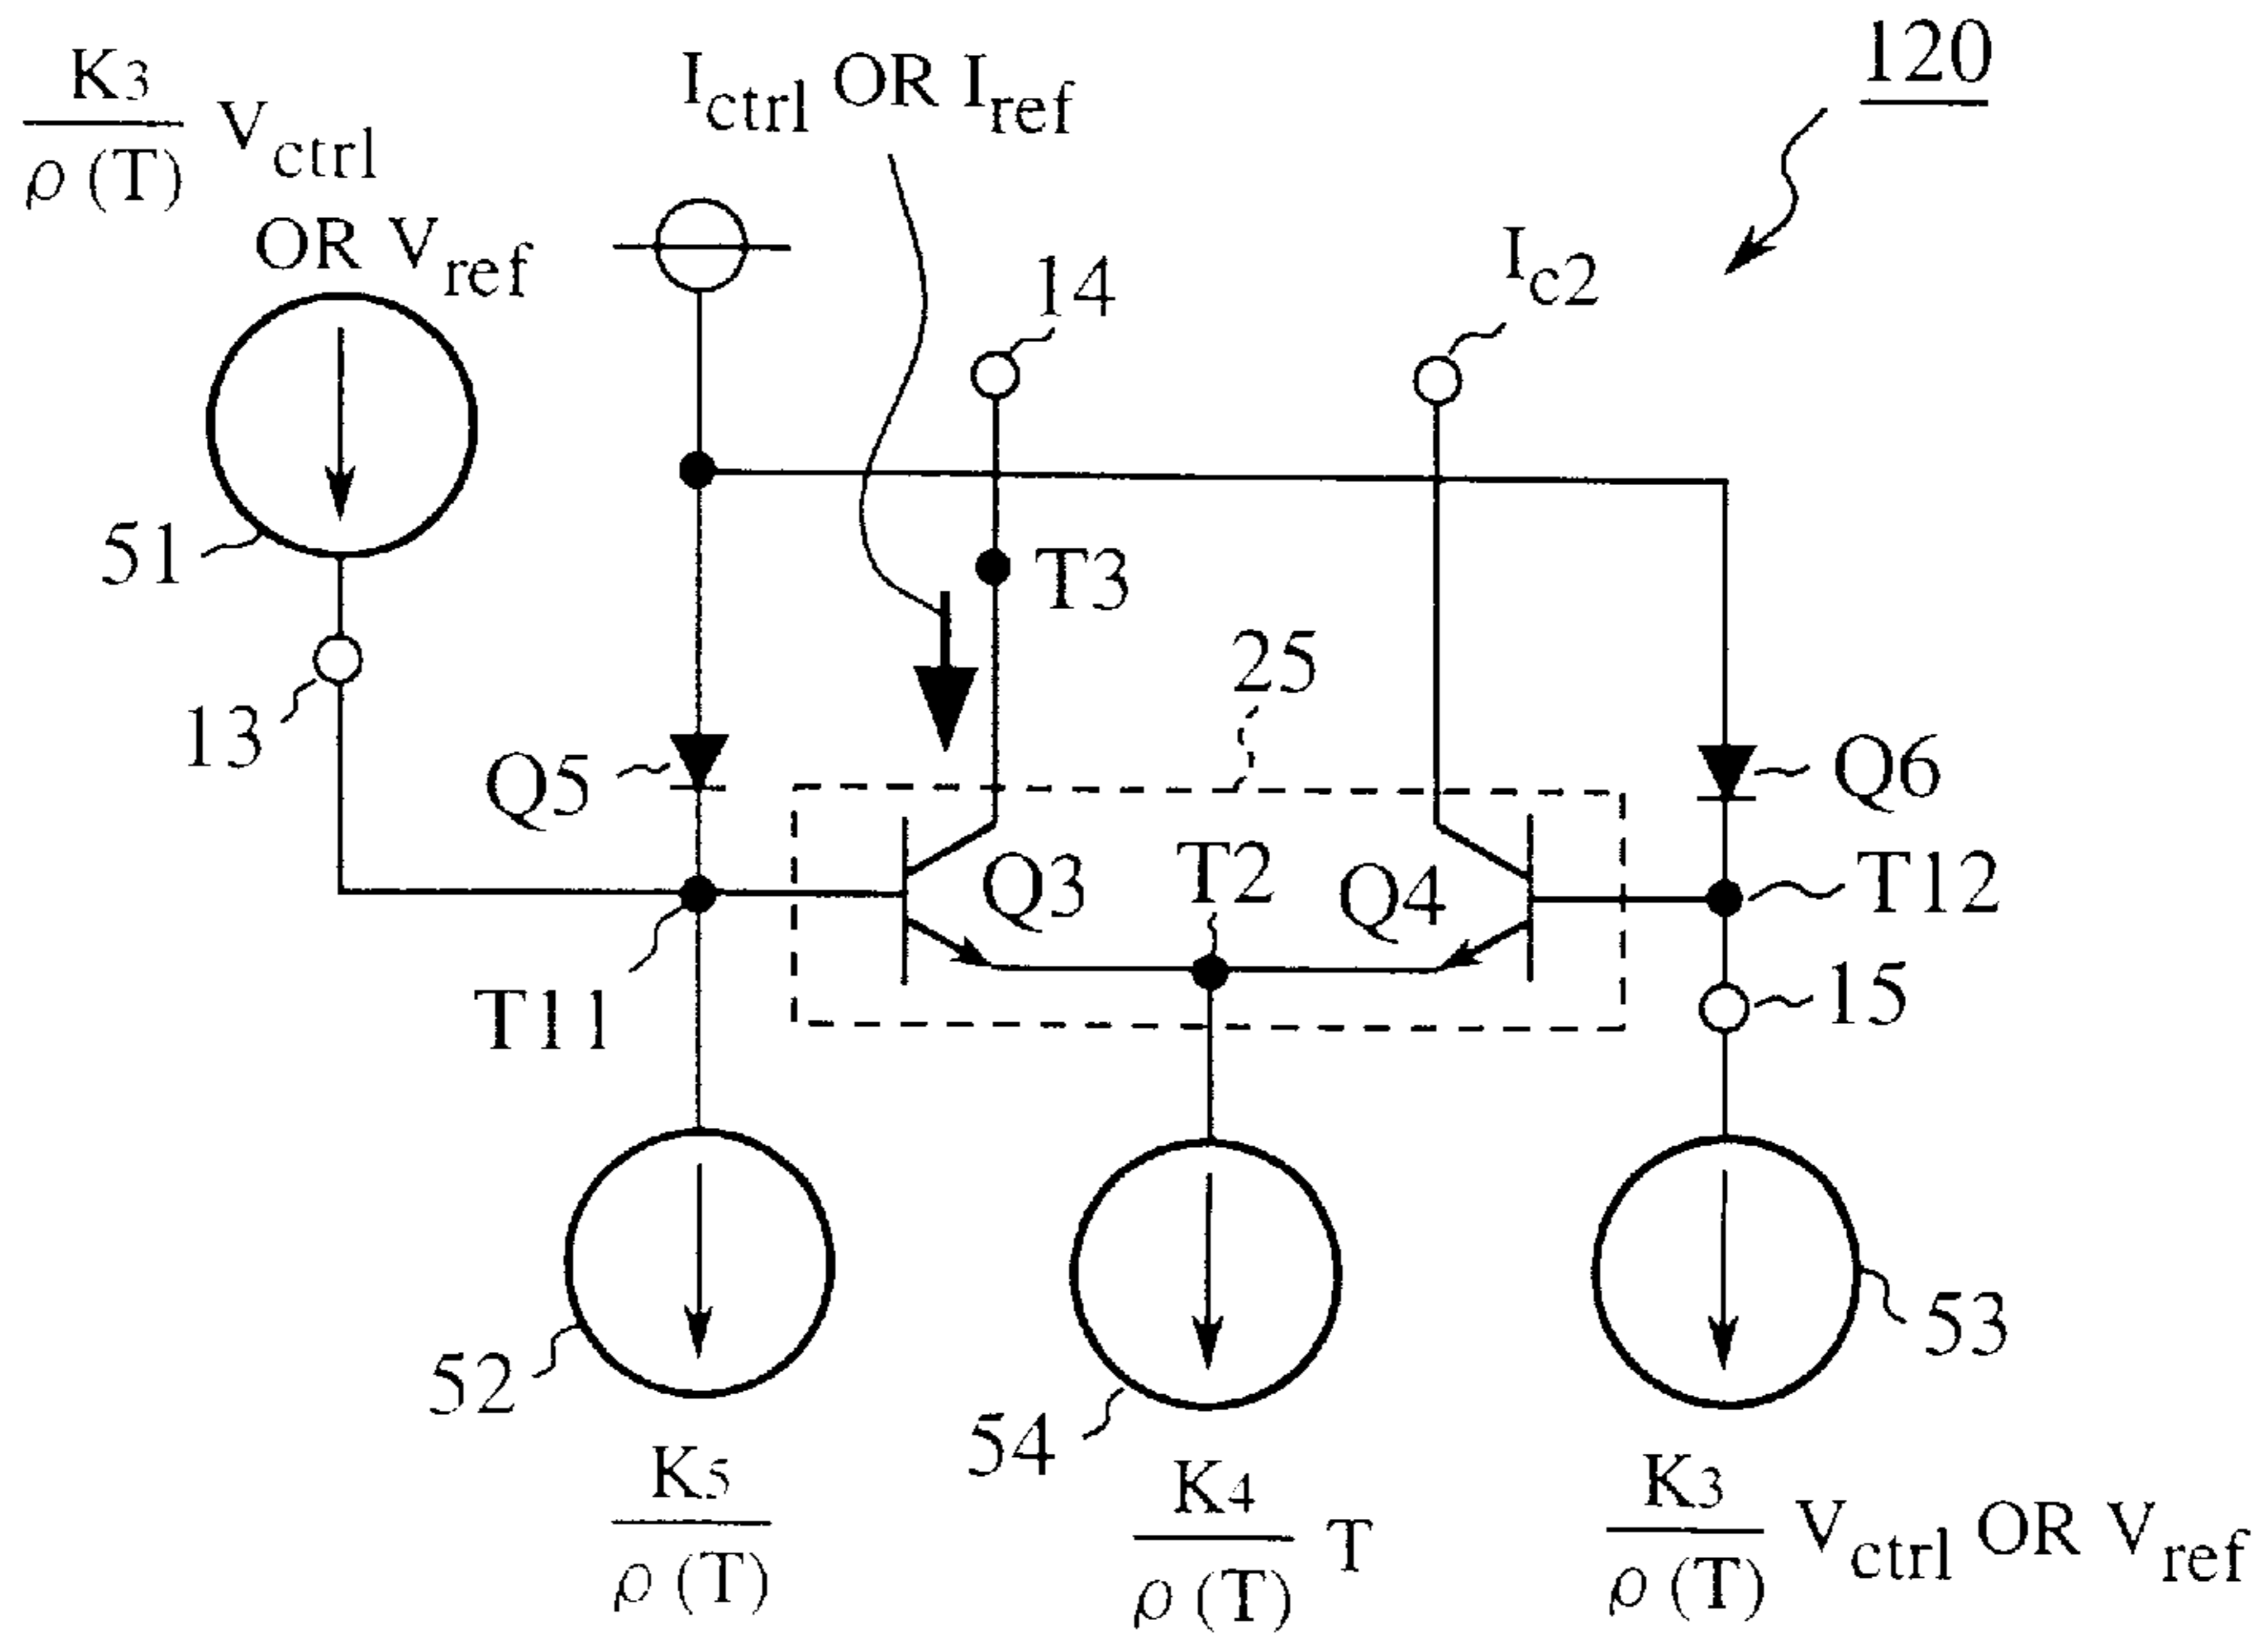 120
K3
ρ (T)
Vctrl
OR Vref
Ictrl OR Iref
14
Ic2
51
T3
13
25
Q5
Q6
Q3
T2
Q4
T12
T11
15
52
54
53
K5
ρ (T)
K4
ρ (T)
T
K3
ρ (T)
Vctrl OR Vref